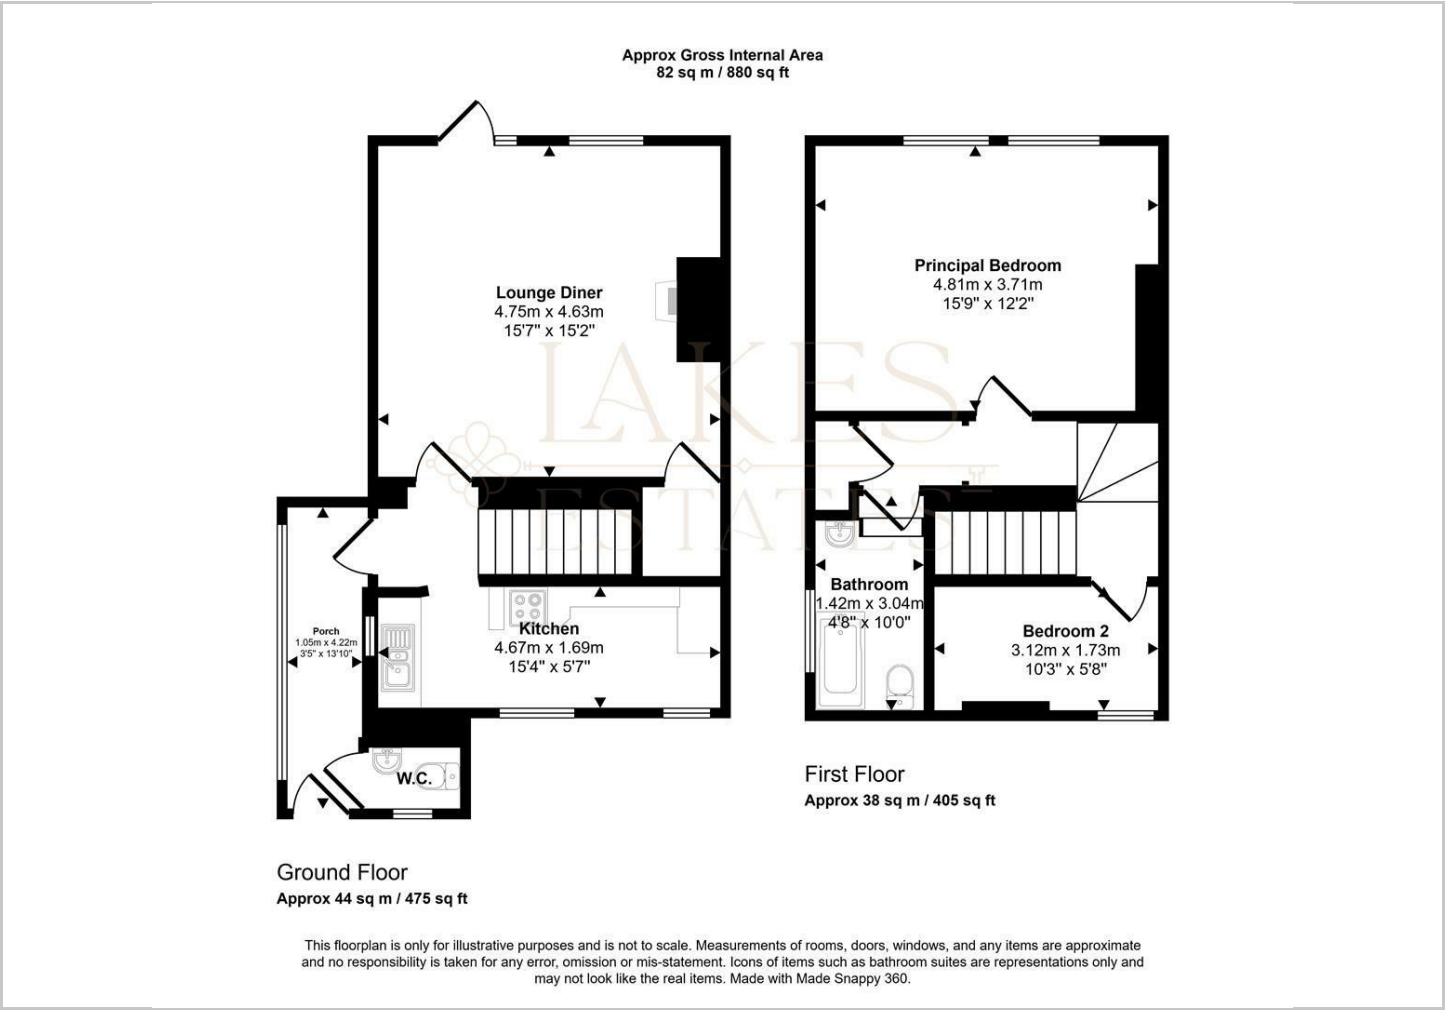 Approx Gross Internal Area
82 sq m / 880 sq ft
Lounge Diner
4.75m x 4.63m
15'7" x 15'2"
Principal Bedroom
4.81m x 3.71m
15'9" x 12'2"
LAKES
ESTATES
Porch
1.05m x 4.22m
3'5" x 13'10"
Kitchen
4.67m x 1.69m
15'4" x 5'7"
W.C.
Bathroom
1.42m x 3.04m
4'8" x 10'0"
Bedroom 2
3.12m x 1.73m
10'3" x 5'8"
First Floor
Approx 38 sq m / 405 sq ft
Ground Floor
Approx 44 sq m / 475 sq ft
This floorplan is only for illustrative purposes and is not to scale. Measurements of rooms, doors, windows, and any items are approximate
and no responsibility is taken for any error, omission or mis-statement. Icons of items such as bathroom suites are representations only and
may not look like the real items. Made with Made Snappy 360.